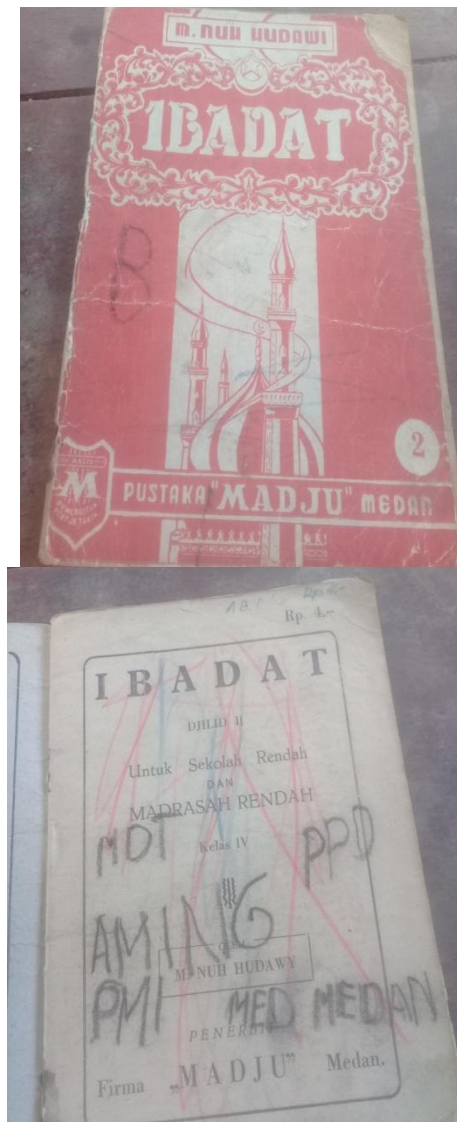 M. NUH HUDAWI
IBADAT
2
M
PUSTAKA "MADJU" MEDAN
Rp. 4.–
IBADAT
DJILID II
Untuk Sekolah Rendah
DAN
MADRASAH RENDAH
Kelas IV
MDT PPD
AMING
M. NUH HUDAWY
PMI MED MEDAN
PENERBIT
Firma „MADJU” Medan.